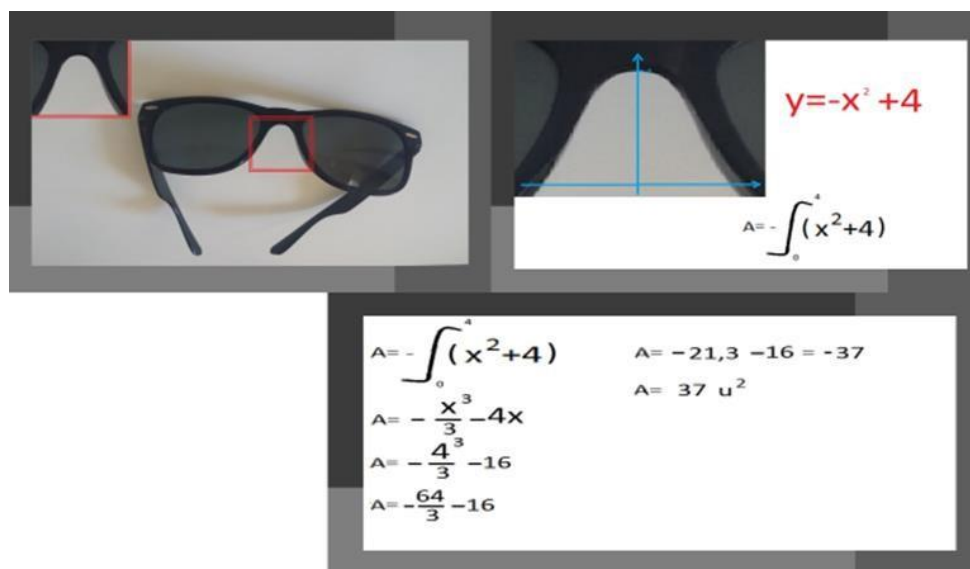 y=-x² +4
A= - ∫₀⁴ (x²+4)
A= - ∫₀⁴ (x²+4)
A= - x³/3 -4x
A= - 4³/3 -16
A= -64/3 -16
A= -21,3 -16 = -37
A= 37 u²